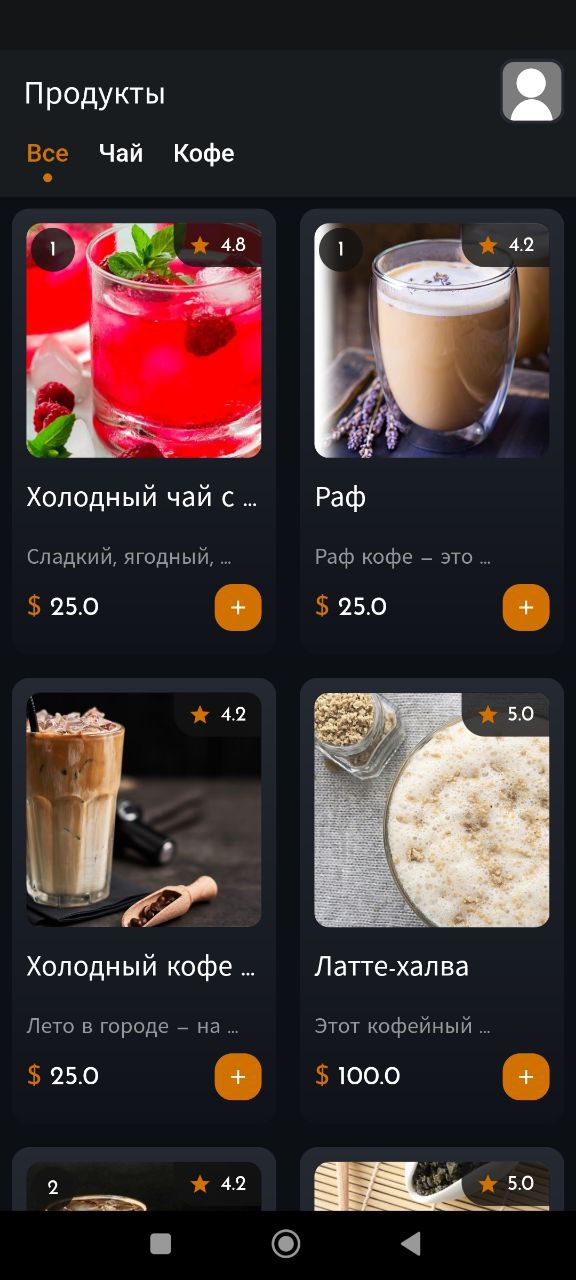 Продукты
Все Чай Кофе
1 4.8
1 4.2
Холодный чай с ...
Раф
Сладкий, ягодный, ...
Раф кофе – это ...
$ 25.0 +
$ 25.0 +
4.2
5.0
Холодный кофе ...
Латте-халва
Лето в городе – на ...
Этот кофейный ...
$ 25.0 +
$ 100.0 +
2 4.2
5.0